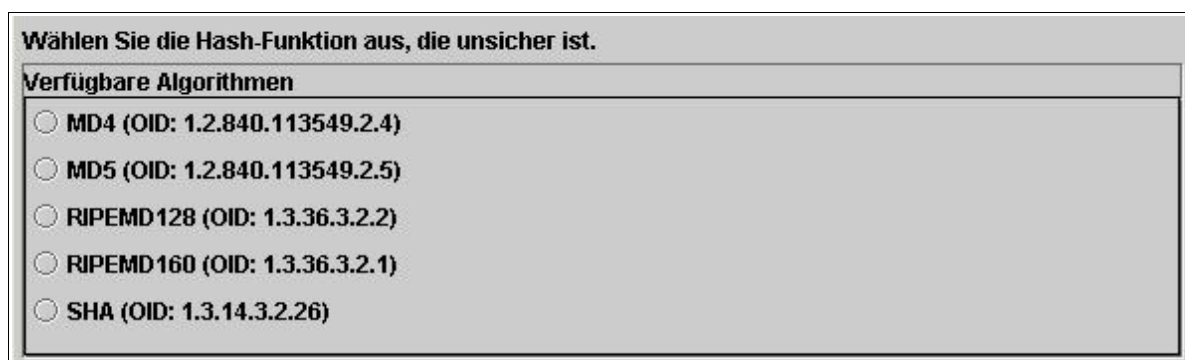 Wählen Sie die Hash-Funktion aus, die unsicher ist.
Verfügbare Algorithmen
MD4 (OID: 1.2.840.113549.2.4)
MD5 (OID: 1.2.840.113549.2.5)
RIPEMD128 (OID: 1.3.36.3.2.2)
RIPEMD160 (OID: 1.3.36.3.2.1)
SHA (OID: 1.3.14.3.2.26)